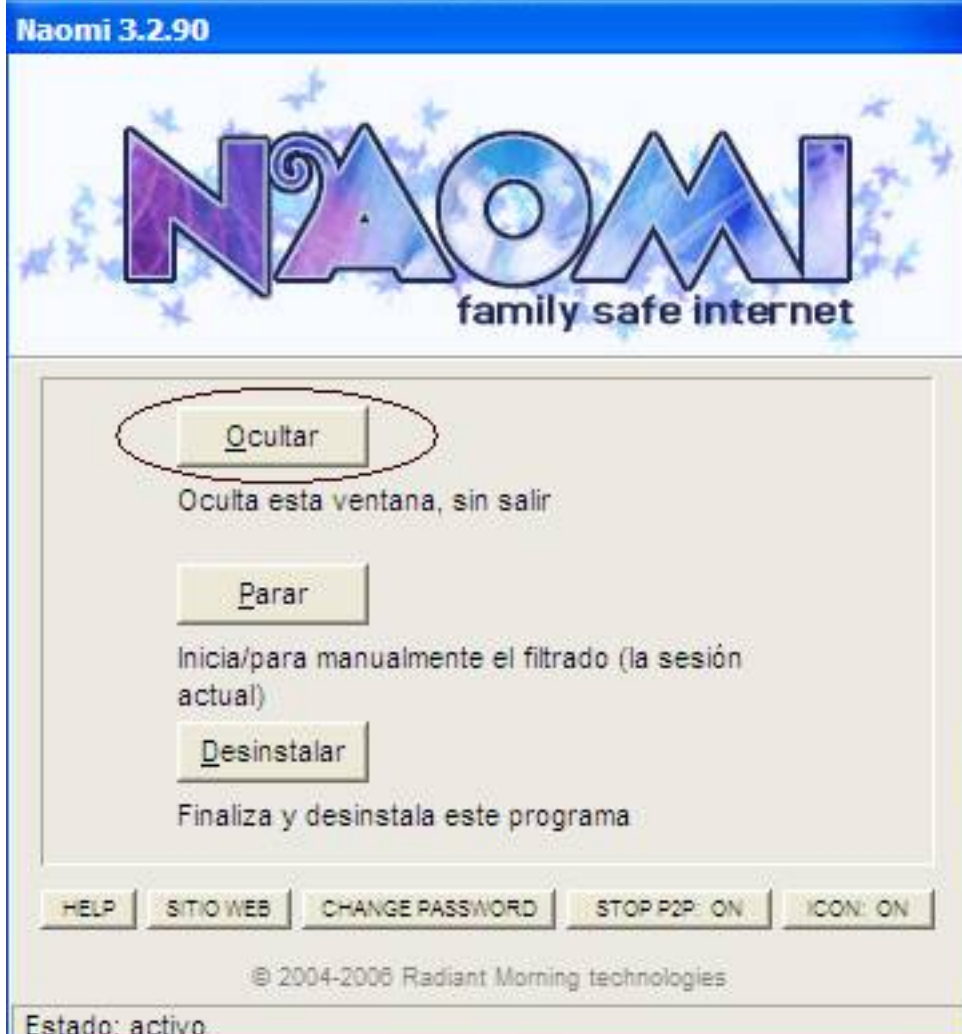 Naomi 3.2.90
NAOMI
family safe internet
Ocultar
Oculta esta ventana, sin salir
Parar
Inicia/para manualmente el filtrado (la sesión
actual)
Desinstalar
Finaliza y desinstala este programa
HELP SITIO WEB CHANGE PASSWORD STOP P2P: ON ICON: ON
© 2004-2006 Radiant Morning technologies
Estado: activo.